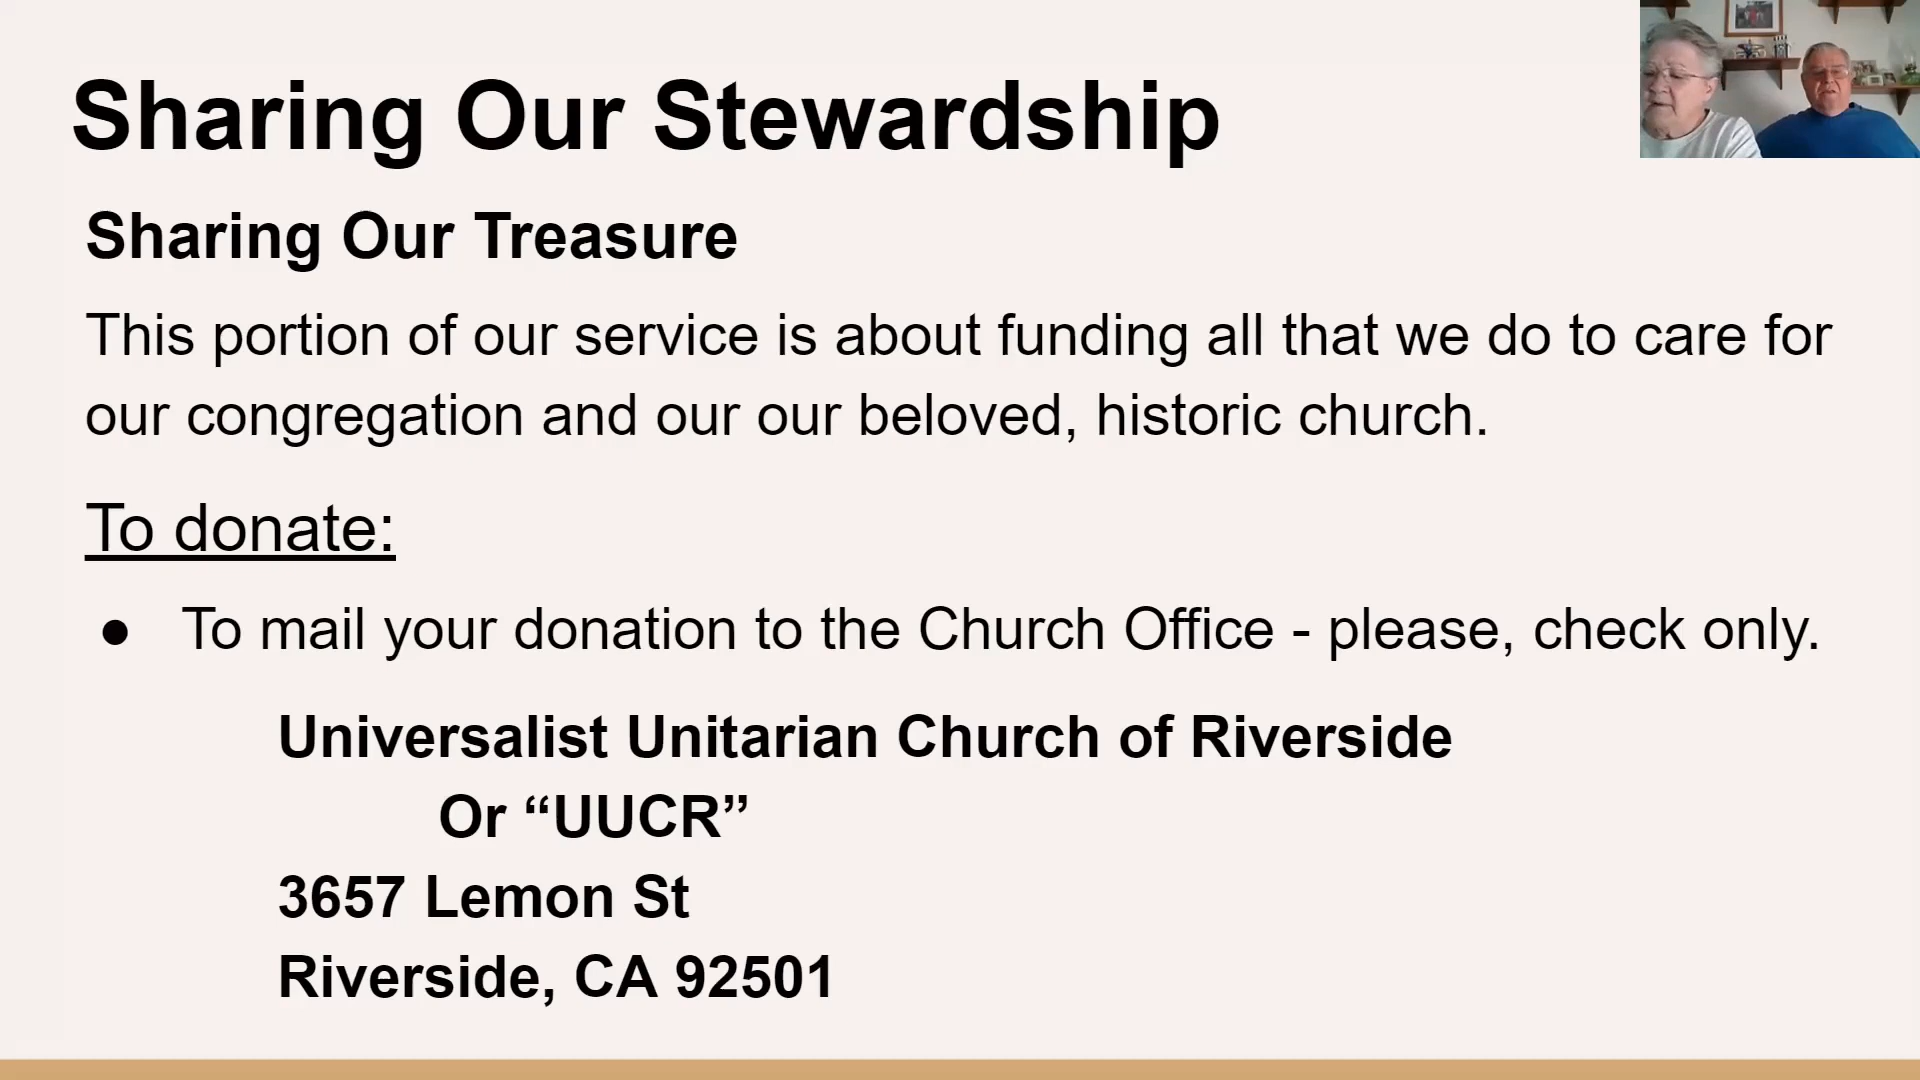 Sharing Our Stewardship
Sharing Our Treasure
This portion of our service is about funding all that we do to care for
our congregation and our our beloved, historic church.
To donate:
● To mail your donation to the Church Office - please, check only.
Universalist Unitarian Church of Riverside
Or “UUCR”
3657 Lemon St
Riverside, CA 92501